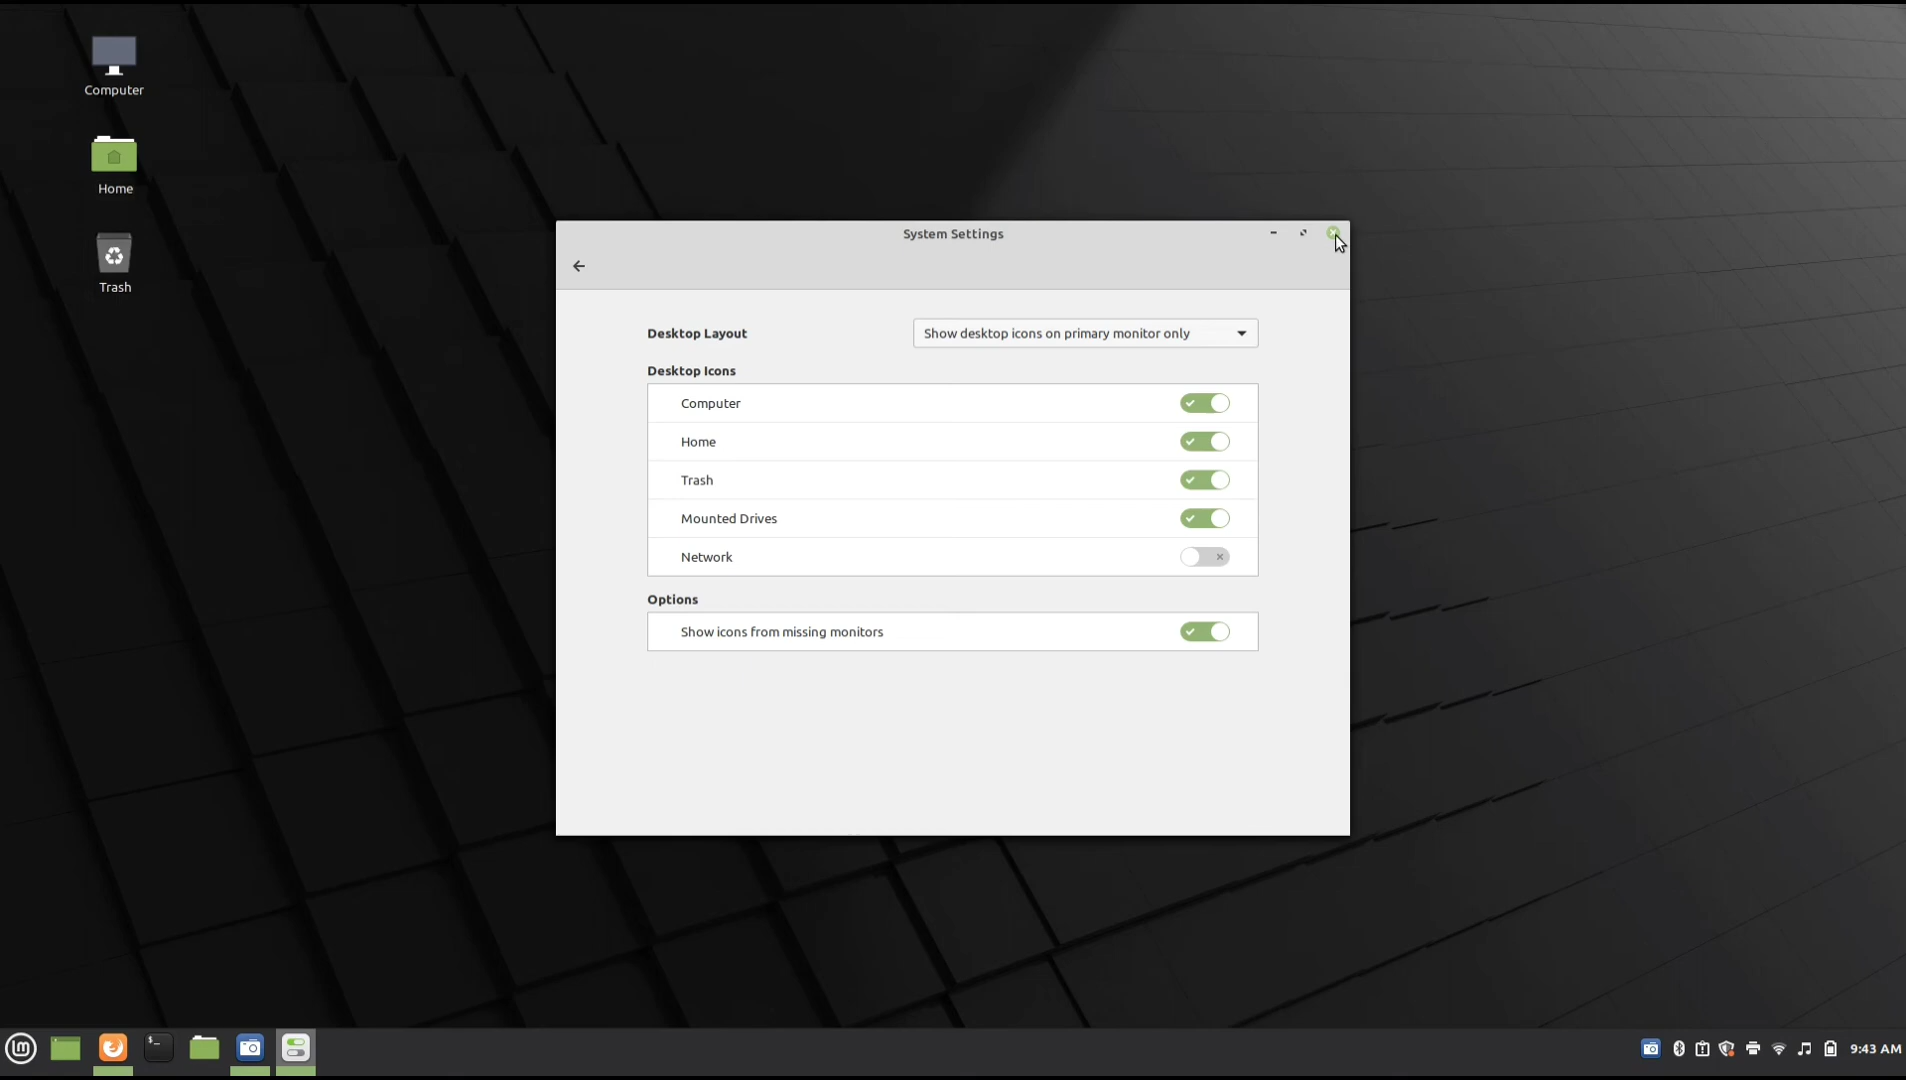 Computer
Home
Trash
System Settings
Desktop Layout
Show desktop icons on primary monitor only
Desktop Icons
Computer
Home
Trash
Mounted Drives
Network
Options
Show icons from missing monitors
9:43 AM